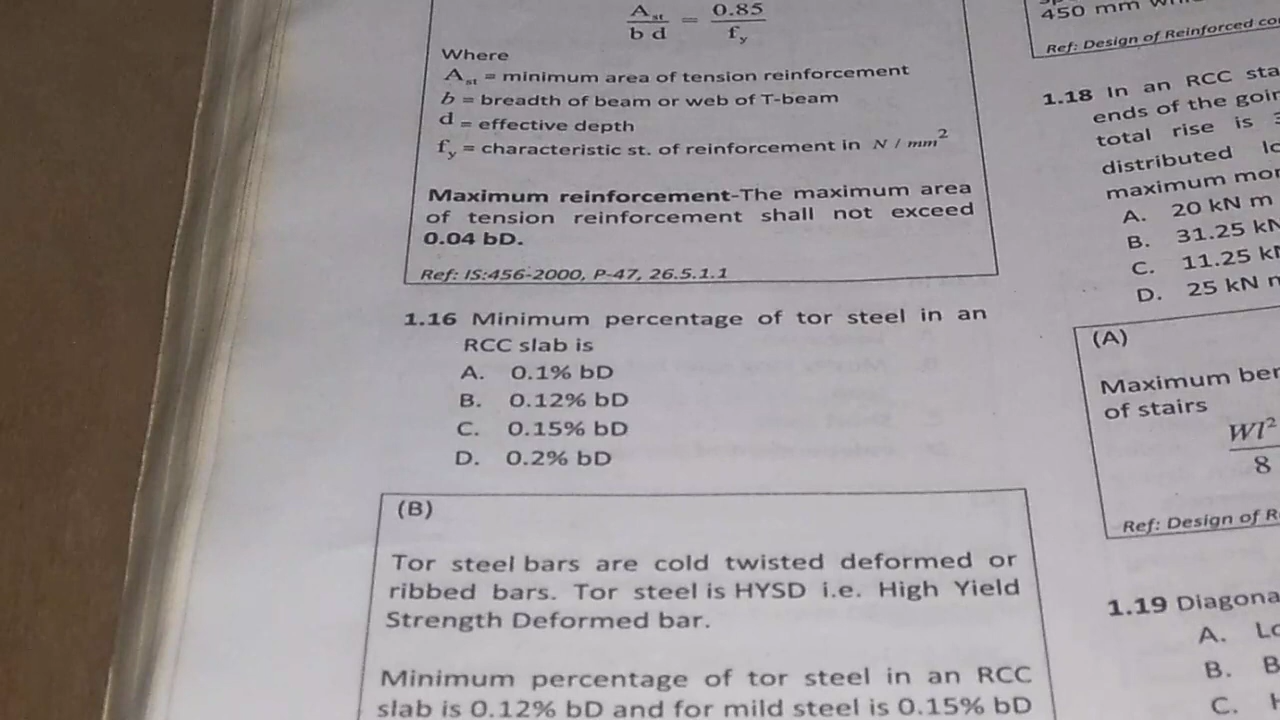 A_st / b d = 0.85 / f_y
Where
A_st = minimum area of tension reinforcement
b = breadth of beam or web of T-beam
d = effective depth
f_y = characteristic st. of reinforcement in N / mm²
Maximum reinforcement-The maximum area
of tension reinforcement shall not exceed
0.04 bD.
Ref: IS:456-2000, P-47, 26.5.1.1
1.16 Minimum percentage of tor steel in an
RCC slab is
A. 0.1% bD
B. 0.12% bD
C. 0.15% bD
D. 0.2% bD
(B)
Tor steel bars are cold twisted deformed or
ribbed bars. Tor steel is HYSD i.e. High Yield
Strength Deformed bar.
Minimum percentage of tor steel in an RCC
slab is 0.12% bD and for mild steel is 0.15% bD
450 mm
Ref: Design of Reinforced
1.18 In an RCC
ends of the
total rise is
distributed
maximum
A. 20 kN m
B. 31.25
C. 11.25
D. 25 kN
(A)
Maximum
of stairs
Wl² / 8
Ref: Design of
1.19
A.
B.
C.